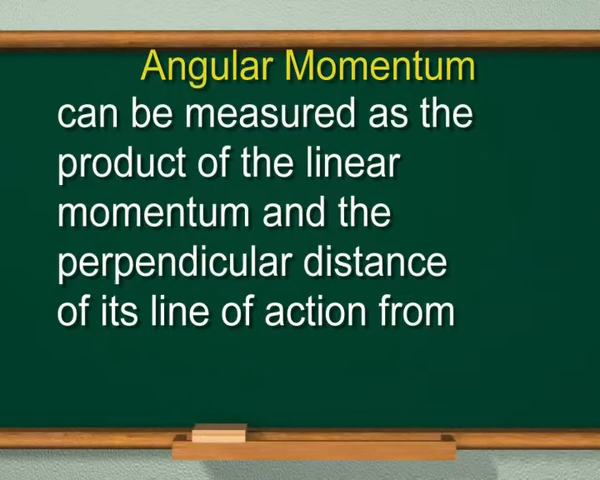 Angular Momentum
can be measured as the
product of the linear
momentum and the
perpendicular distance
of its line of action from